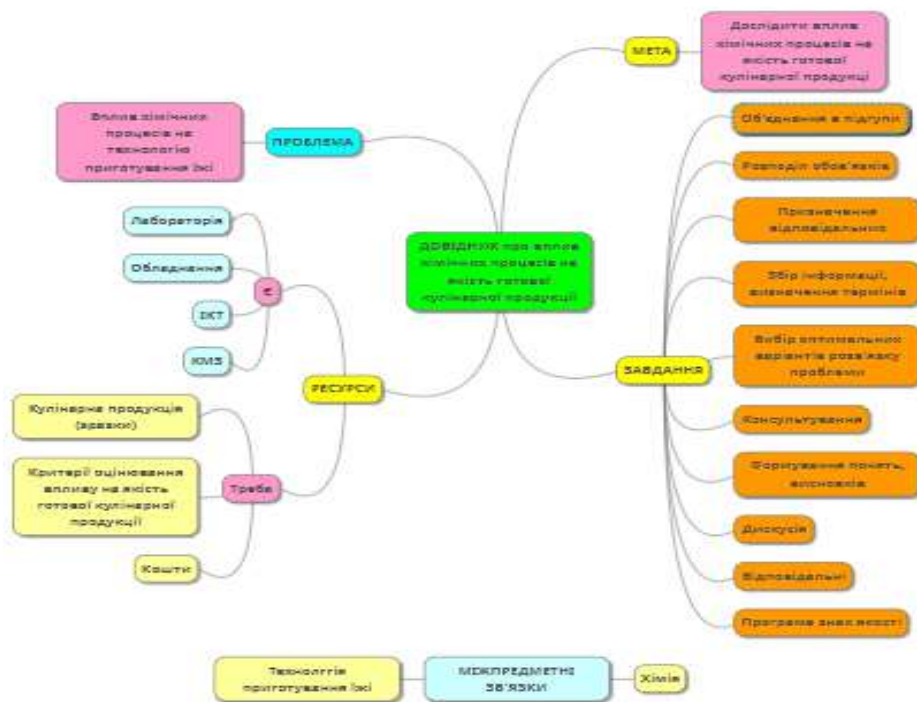 МЕТА
Дослідити вплив
хімічних процесів на
якість готової
кулінарної продукці
Вплив хімічних
процесів на
технологію
приготування їжі
ПРОБЛЕМА
Об'єднання в підгупи
Розподіл обов'язків
Призначення
відповідальних
Збір інформації,
визначення термінів
Вибір оптимальних
варіантів розв'язку
проблеми
ЗАВДАННЯ
Консультування
Формування понять,
висновків
Дискусія
Відповідальні
Програма знак якості
ДОВІДНИК про вплив
хімічних процесів на
якість готової
кулінарної продукції
Лабораторія
Обладнання
ІКТ
КМЗ
Є
РЕСУРСИ
Кулінарна продукція
(зразки)
Критерії оцінювання
впливу на якість
готової кулінарної
продукції
Кошти
Треба
Технолггія
приготування їжі
МІЖПРЕДМЕТНІ
ЗВ'ЯЗКИ
Хімія